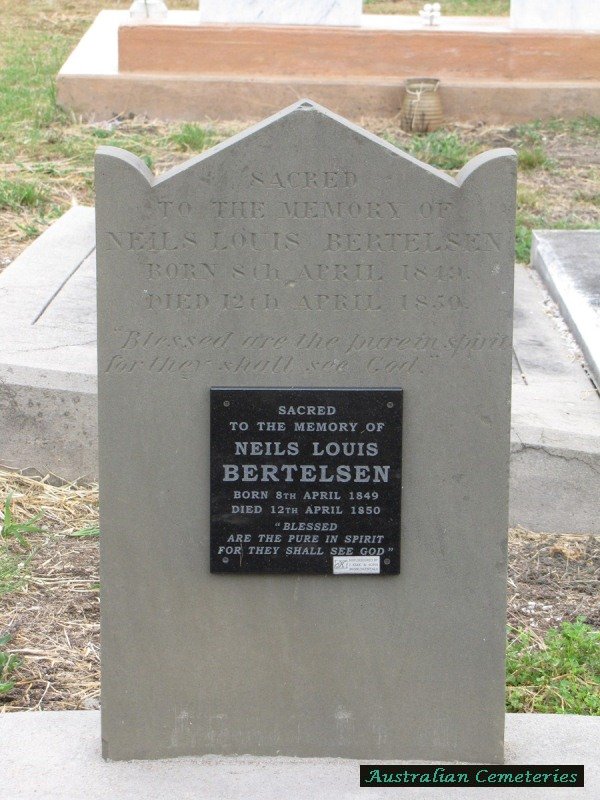 SACRED
TO THE MEMORY OF
NEILS LOUIS BERTELSEN
BORN 8th APRIL 1849.
DIED 12th APRIL 1850.
"Blessed are the pure in spirit
for they shall see God."
SACRED
TO THE MEMORY OF
NEILS LOUIS
BERTELSEN
BORN 8TH APRIL 1849
DIED 12TH APRIL 1850
"BLESSED
ARE THE PURE IN SPIRIT
FOR THEY SHALL SEE GOD"
Australian Cemeteries